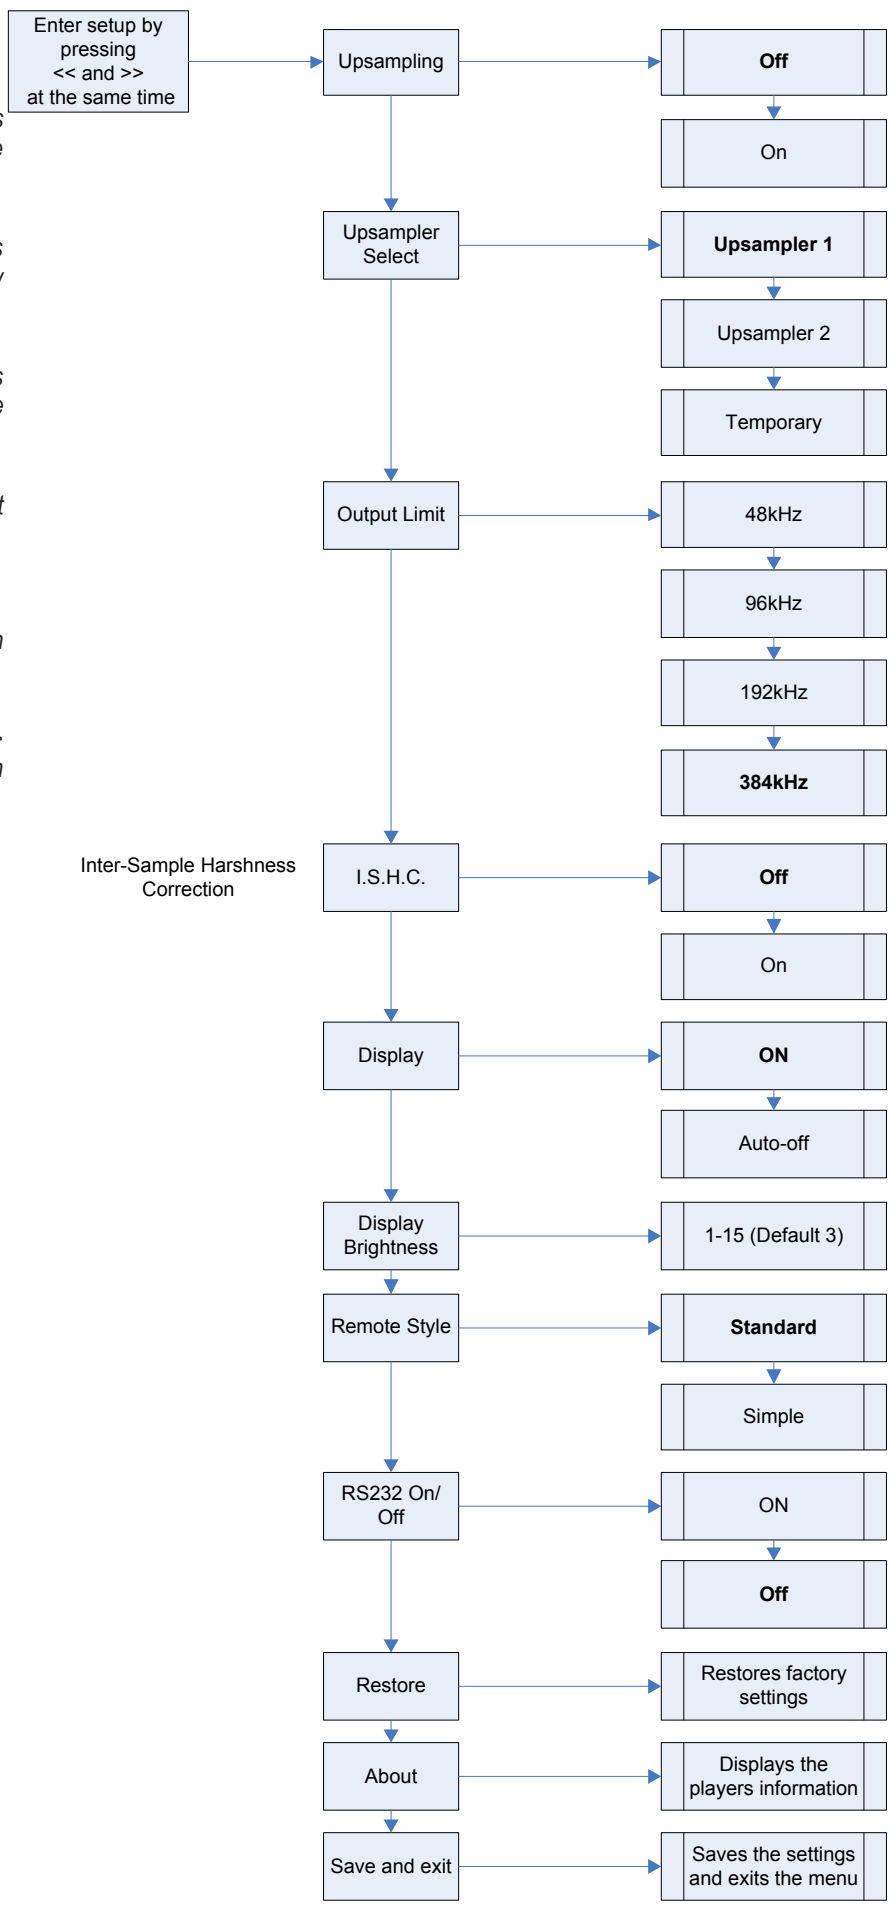 Enter setup by
pressing
<< and >>
at the same time
Upsampling
Off
On
Upsampler
Select
Upsampler 1
Upsampler 2
Temporary
Output Limit
48kHz
96kHz
192kHz
384kHz
Inter-Sample Harshness
Correction
I.S.H.C.
Off
On
Display
ON
Auto-off
Display
Brightness
1-15 (Default 3)
Remote Style
Standard
Simple
RS232 On/
Off
ON
Off
Restore
Restores factory
settings
About
Displays the
players information
Save and exit
Saves the settings
and exits the menu